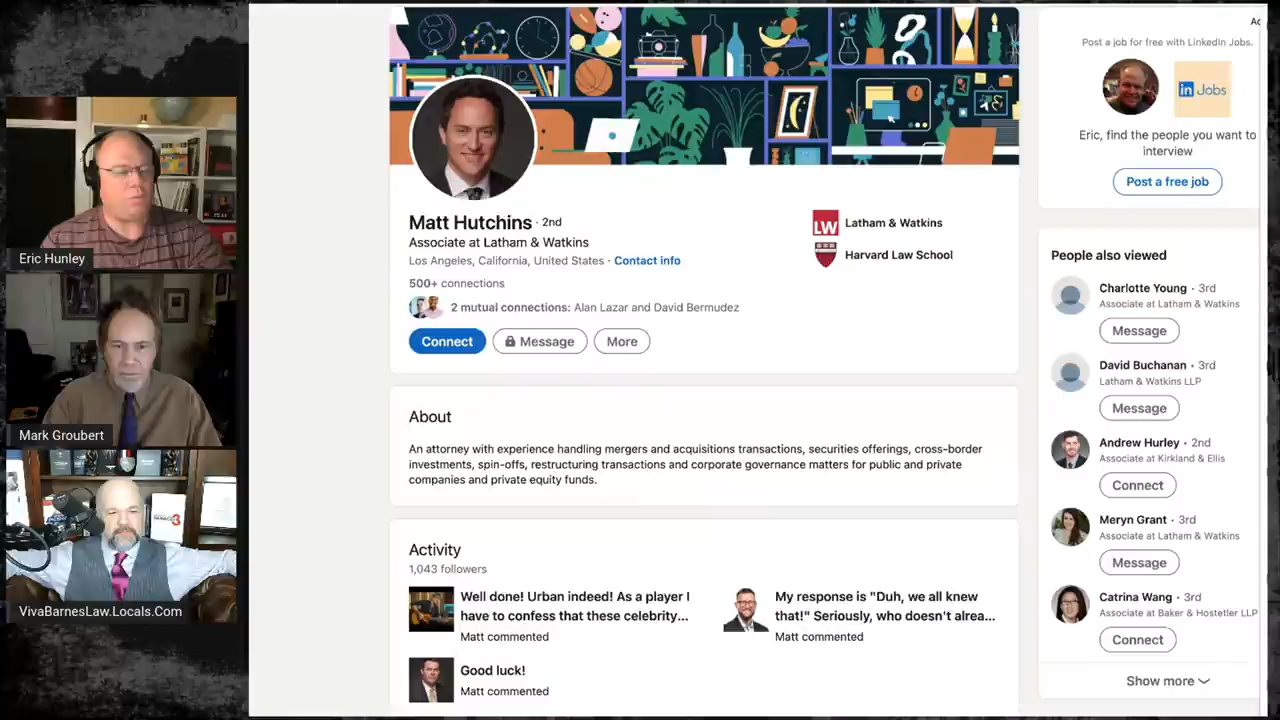 Eric Hunley
Mark Groubert
VivaBarnesLaw.Locals.Com
Matt Hutchins · 2nd
Associate at Latham & Watkins
Los Angeles, California, United States · Contact info
500+ connections
2 mutual connections: Alan Lazar and David Bermudez
Connect
Message
More
LW
Latham & Watkins
Harvard Law School
About
An attorney with experience handling mergers and acquisitions transactions, securities offerings, cross-border
investments, spin-offs, restructuring transactions and corporate governance matters for public and private
companies and private equity funds.
Activity
1,043 followers
Well done! Urban indeed! As a player I
have to confess that these celebrity...
Matt commented
My response is "Duh, we all knew
that!" Seriously, who doesn't alrea...
Matt commented
Good luck!
Matt commented
Post a job for free with LinkedIn Jobs.
in Jobs
Eric, find the people you want to
interview
Post a free job
People also viewed
Charlotte Young · 3rd
Associate at Latham & Watkins
Message
David Buchanan · 3rd
Latham & Watkins LLP
Message
Andrew Hurley · 2nd
Associate at Kirkland & Ellis
Connect
Meryn Grant · 3rd
Associate at Latham & Watkins
Message
Catrina Wang · 3rd
Associate at Baker & Hostetler LLP
Connect
Show more